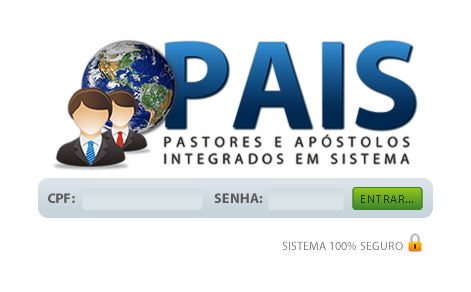 PAIS
PASTORES E APÓSTOLOS
INTEGRADOS EM SISTEMA
CPF: SENHA: ENTRAR...
SISTEMA 100% SEGURO